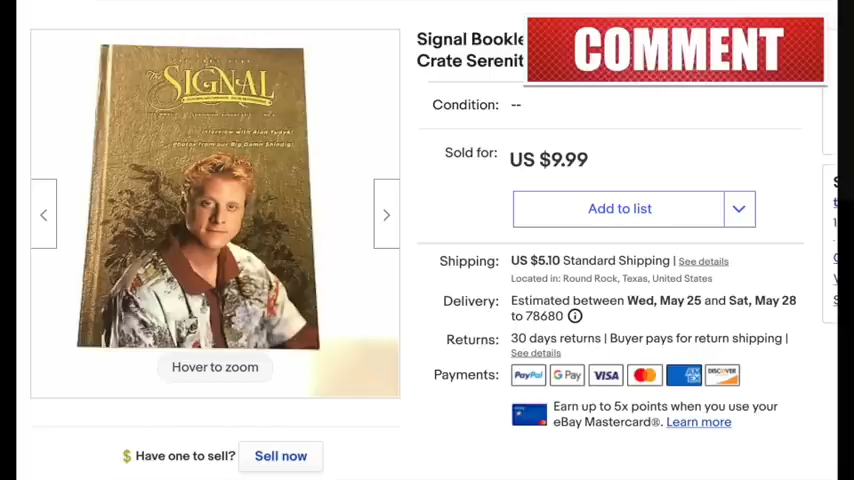 Signal Bookle
Crate Serenit
COMMENT
The SIGNAL
Interview with Alan Tudyk!
Photos from our Big Damn Shindig!
Condition: --
Sold for: US $9.99
Add to list
Shipping: US $5.10 Standard Shipping | See details
Located in: Round Rock, Texas, United States
Delivery: Estimated between Wed, May 25 and Sat, May 28
to 78680
Returns: 30 days returns | Buyer pays for return shipping |
See details
Payments: PayPal G Pay VISA mastercard AM EX DISCOVER
Earn up to 5x points when you use your
eBay Mastercard®. Learn more
Hover to zoom
$ Have one to sell? Sell now